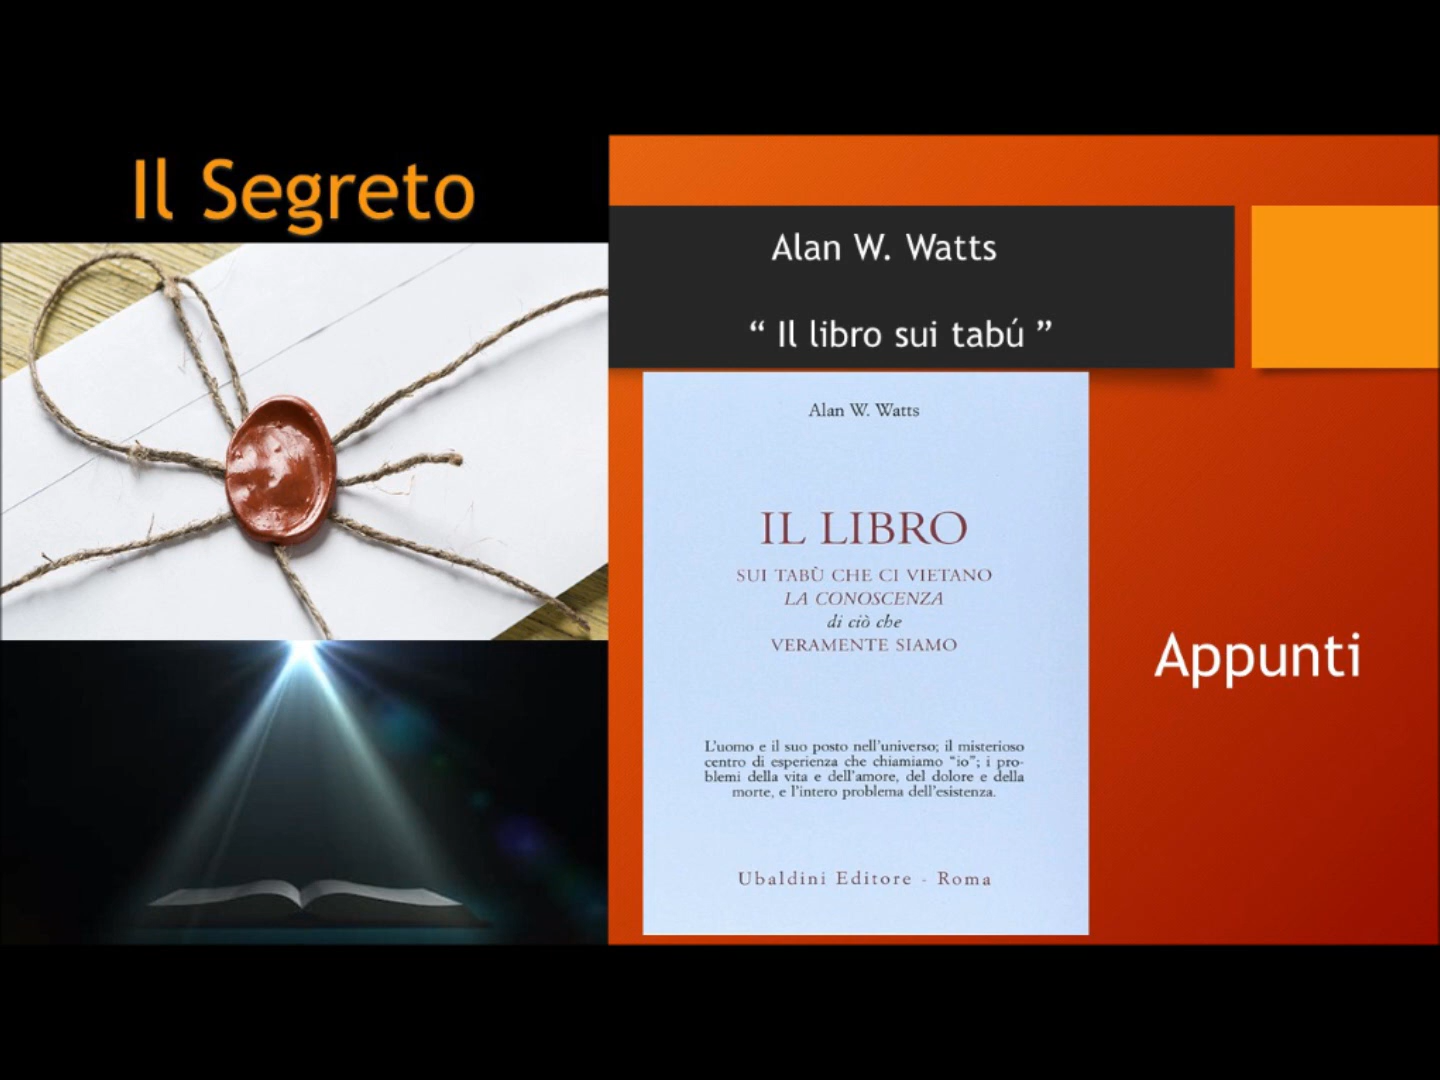 Il Segreto
Alan W. Watts
“ Il libro sui tabú ”
Alan W. Watts
IL LIBRO
SUI TABÙ CHE CI VIETANO
LA CONOSCENZA
di ciò che
VERAMENTE SIAMO
L'uomo e il suo posto nell'universo; il misterioso
centro di esperienza che chiamiamo “io”; i pro-
blemi della vita e dell'amore, del dolore e della
morte, e l'intero problema dell'esistenza.
Ubaldini Editore - Roma
Appunti